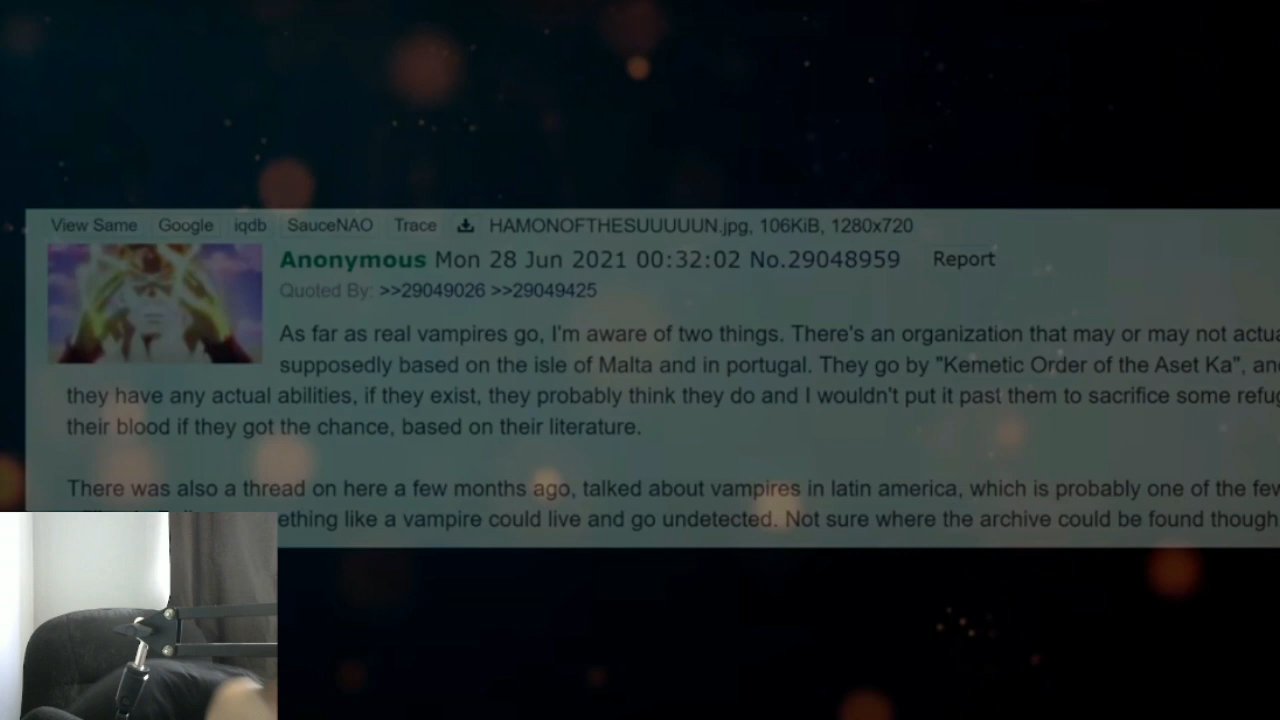 View Same Google iqdb SauceNAO Trace HAMONOFTHESUUUUUN.jpg, 106KiB, 1280x720
Anonymous Mon 28 Jun 2021 00:32:02 No.29048959 Report
Quoted By: >>29049026 >>29049425
As far as real vampires go, I'm aware of two things. There's an organization that may or may not
supposedly based on the isle of Malta and in portugal. They go by "Kemetic Order of the Aset Ka",
they have any actual abilities, if they exist, they probably think they do and I wouldn't put it past them to sacrifice some
their blood if they got the chance, based on their literature.
There was also a thread on here a few months ago, talked about vampires in latin america, which is probably one of the few
like a vampire could live and go undetected. Not sure where the archive could be found though